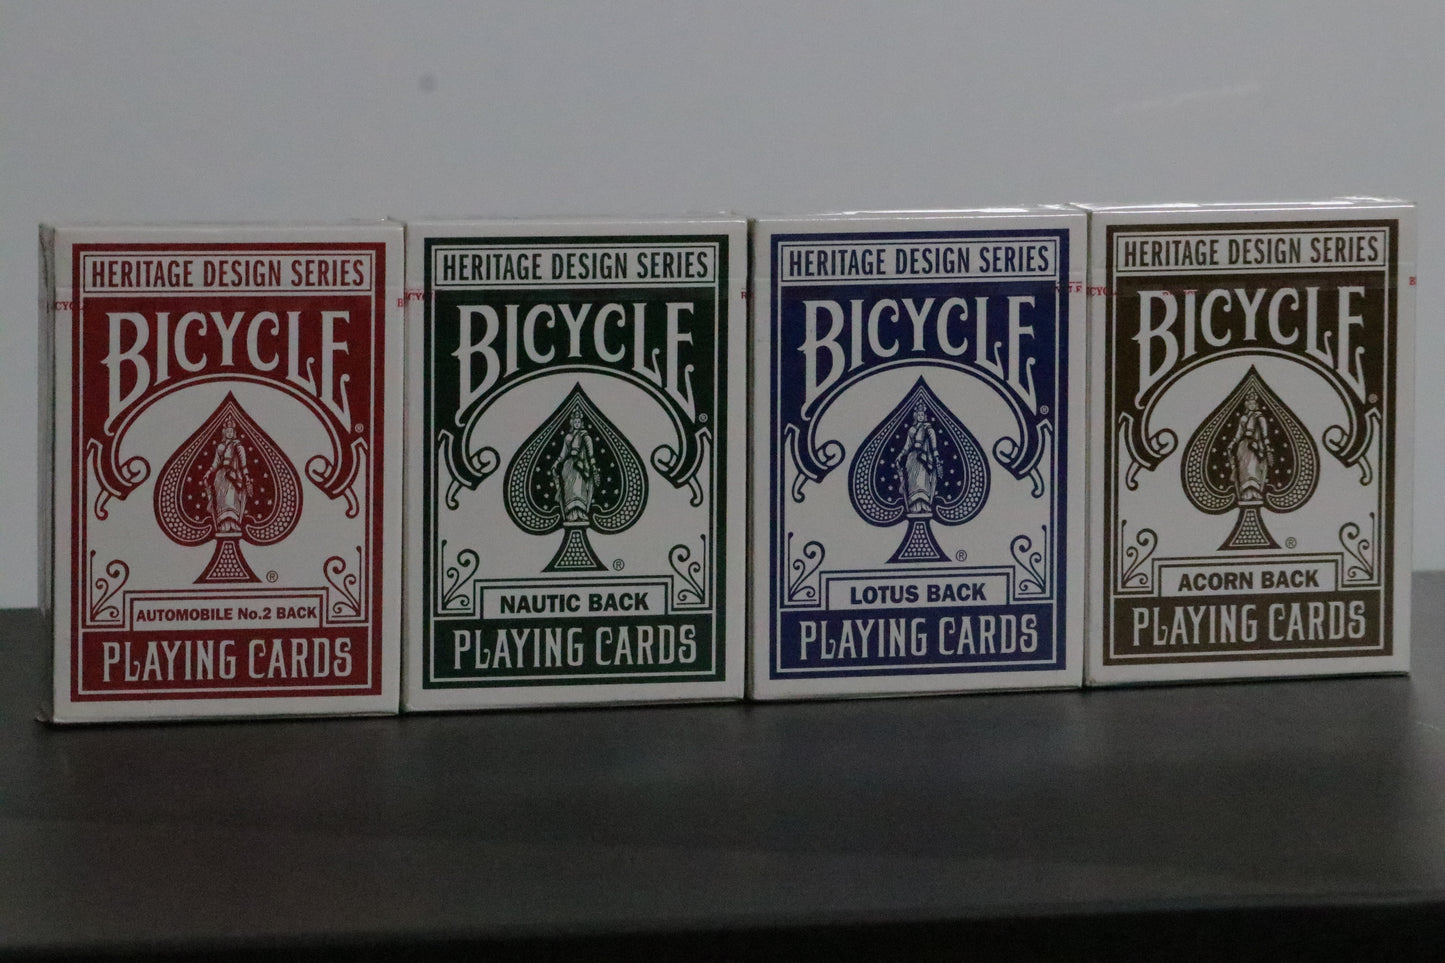 HERITAGE DESIGN SERIES
BICYCLE®
®
AUTOMOBILE No.2 BACK
PLAYING CARDS
HERITAGE DESIGN SERIES
BICYCLE®
®
NAUTIC BACK
PLAYING CARDS
HERITAGE DESIGN SERIES
BICYCLE®
®
LOTUS BACK
PLAYING CARDS
HERITAGE DESIGN SERIES
BICYCLE®
®
ACORN BACK
PLAYING CARDS